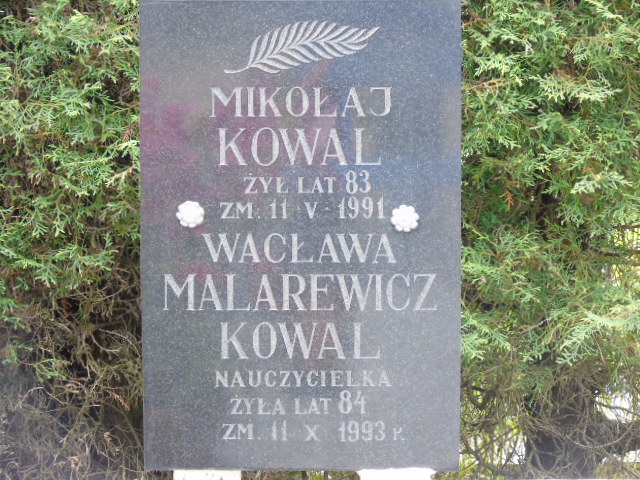 MIKOŁAJ
KOWAL
ŻYŁ LAT 83
ZM. 11 V - 1991
WACŁAWA
MALAREWICZ
KOWAL
NAUCZYCIELKA
ŻYŁA LAT 84
ZM. 11 - X 1993 R.